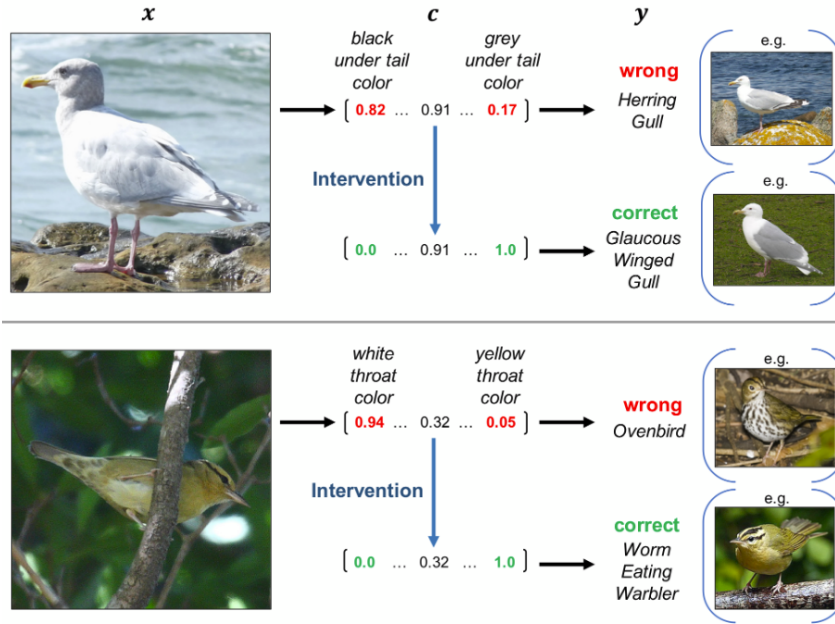 x c y
black
under tail
color
grey
under tail
color
[ 0.82 ... 0.91 ... 0.17 ]
wrong
Herring
Gull
e.g.
Intervention
[ 0.0 ... 0.91 ... 1.0 ]
correct
Glaucous
Winged
Gull
e.g.
white
throat
color
yellow
throat
color
[ 0.94 ... 0.32 ... 0.05 ]
wrong
Ovenbird
e.g.
Intervention
[ 0.0 ... 0.32 ... 1.0 ]
correct
Worm
Eating
Warbler
e.g.